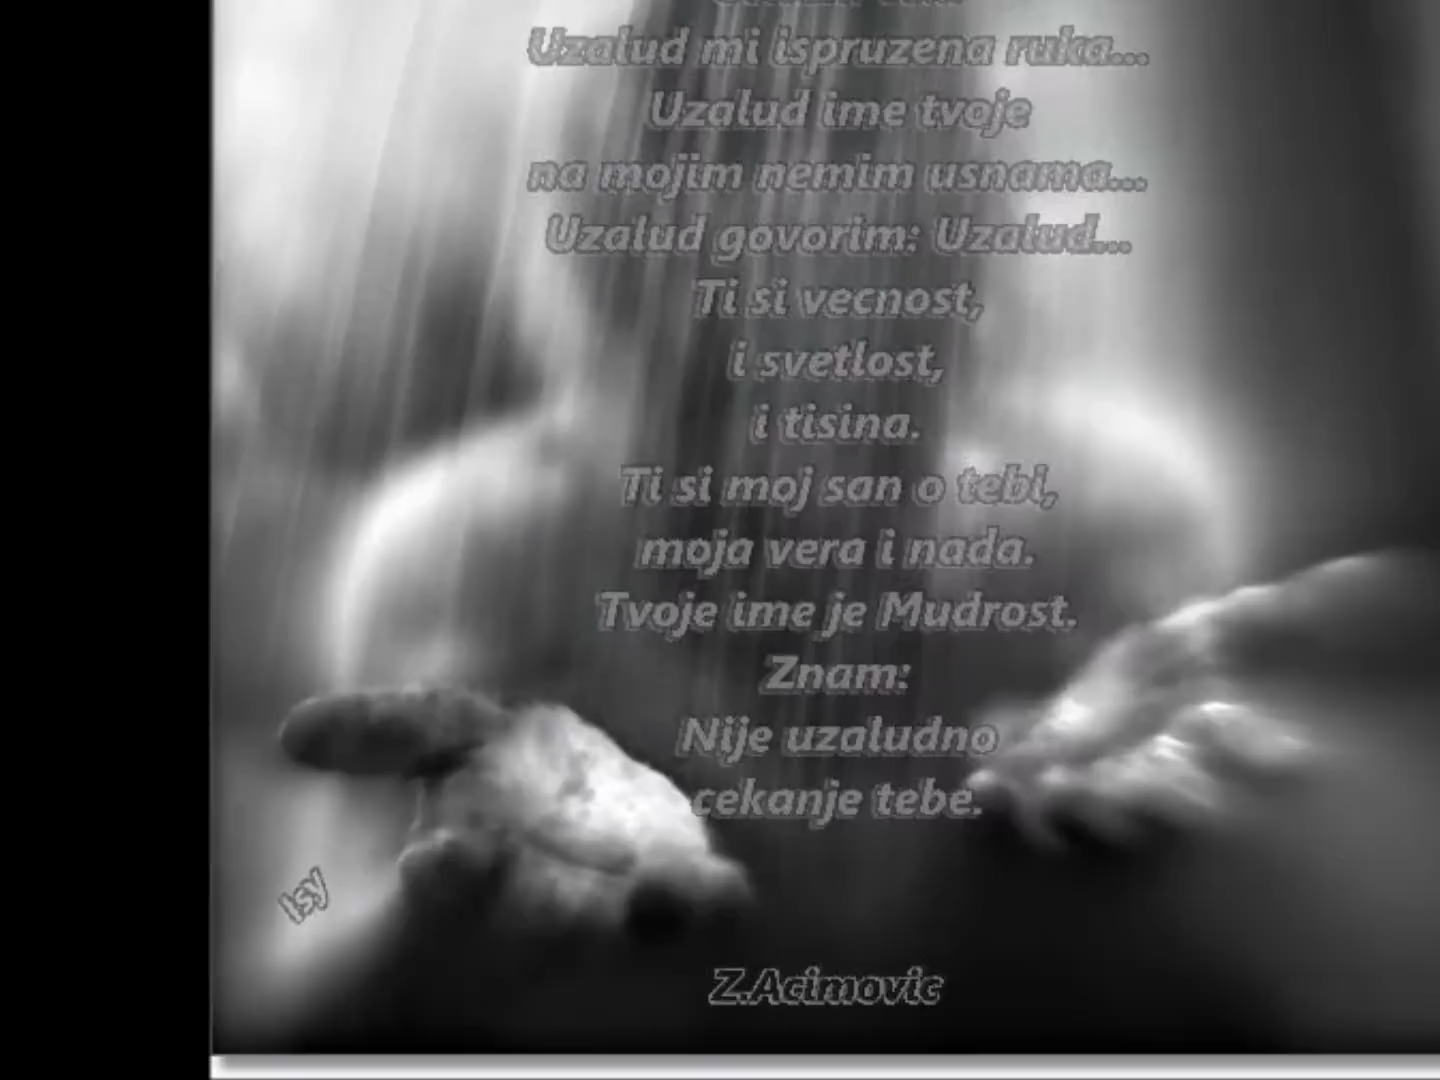 Uzalud mi ispruzena ruka...
Uzalud ime tvoje
na mojim nemim usnama...
Uzalud govorim: Uzalud...
Ti si vecnost,
i svetlost,
i tisina.
Ti si moj san o tebi,
moja vera i nada.
Tvoje ime je Mudrost.
Znam:
Nije uzaludno
cekanje tebe.
Isy
Z.Acimovic